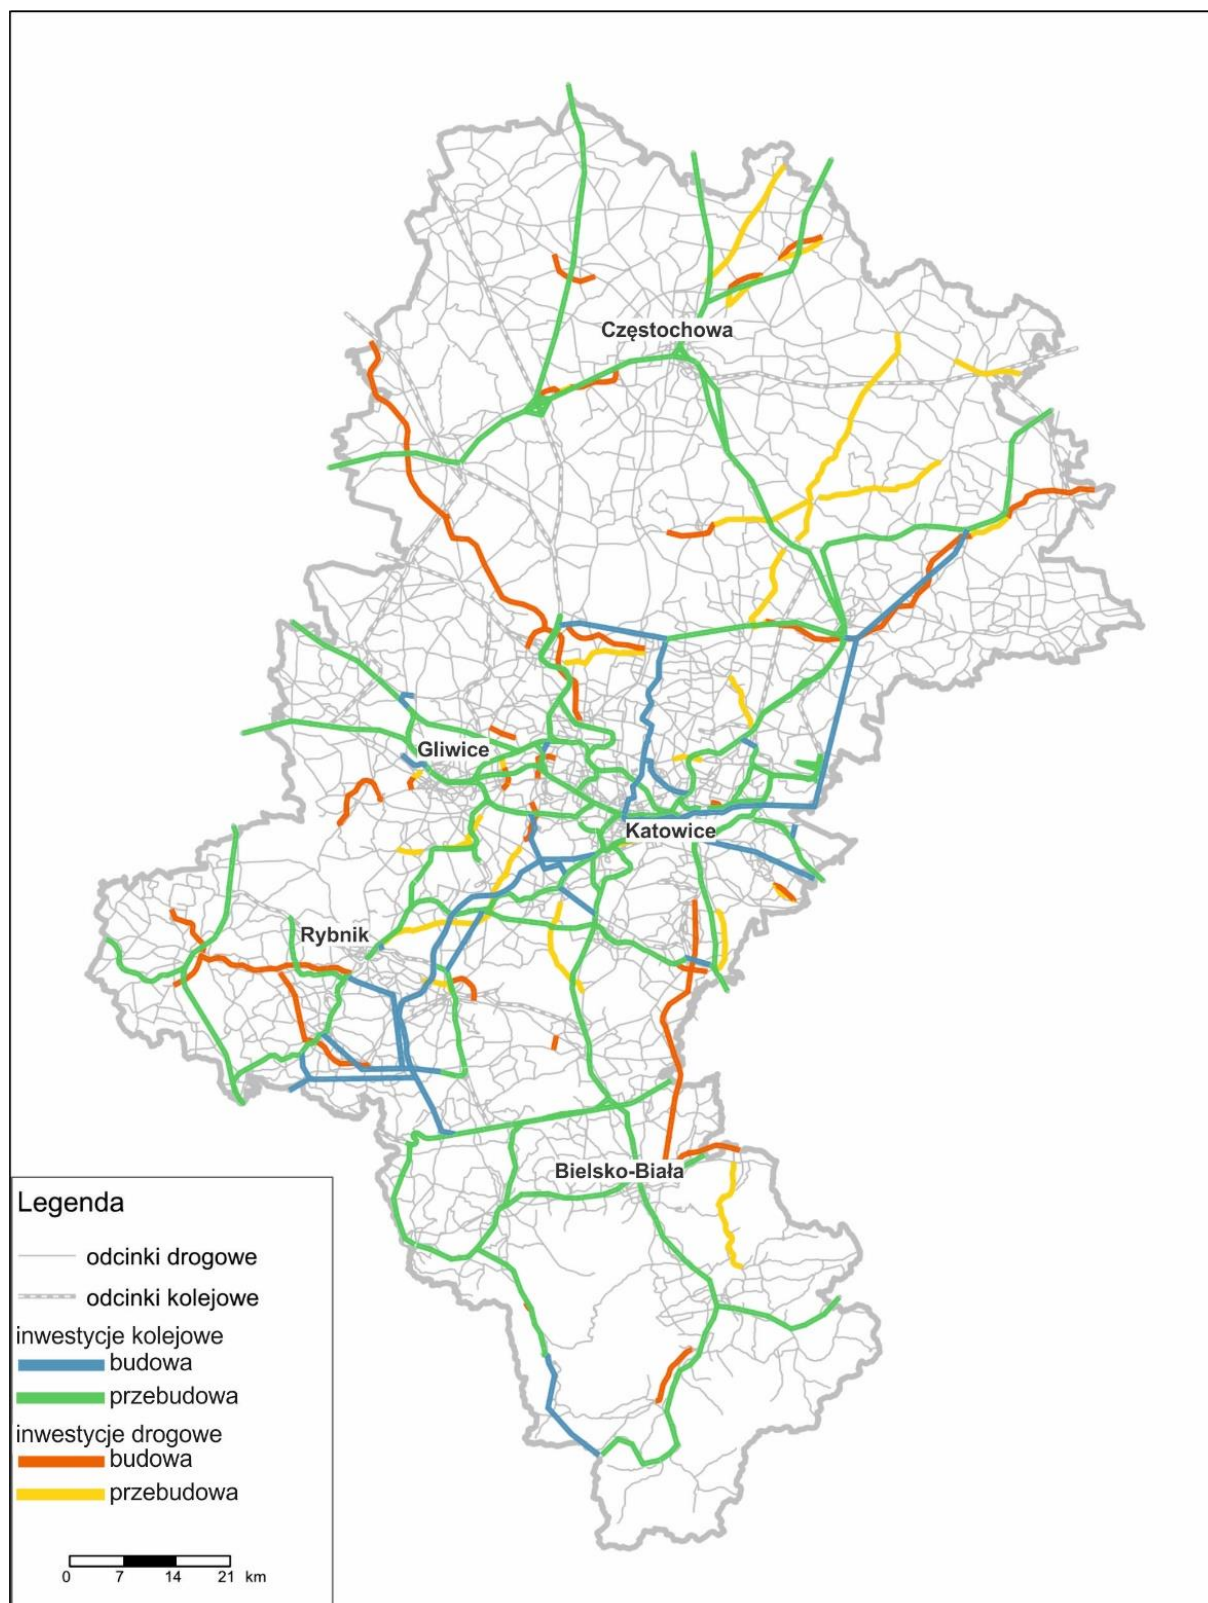 Częstochowa
Gliwice
Katowice
Rybnik
Bielsko-Biała
Legenda
odcinki drogowe
odcinki kolejowe
inwestycje kolejowe
budowa
przebudowa
inwestycje drogowe
budowa
przebudowa
0 7 14 21 km